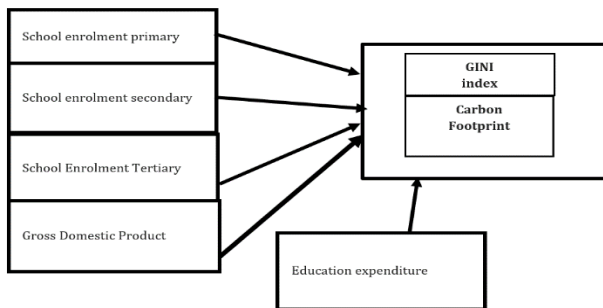 School enrolment primary
School enrolment secondary
School Enrolment Tertiary
Gross Domestic Product
GINI
index
Carbon
Footprint
Education expenditure